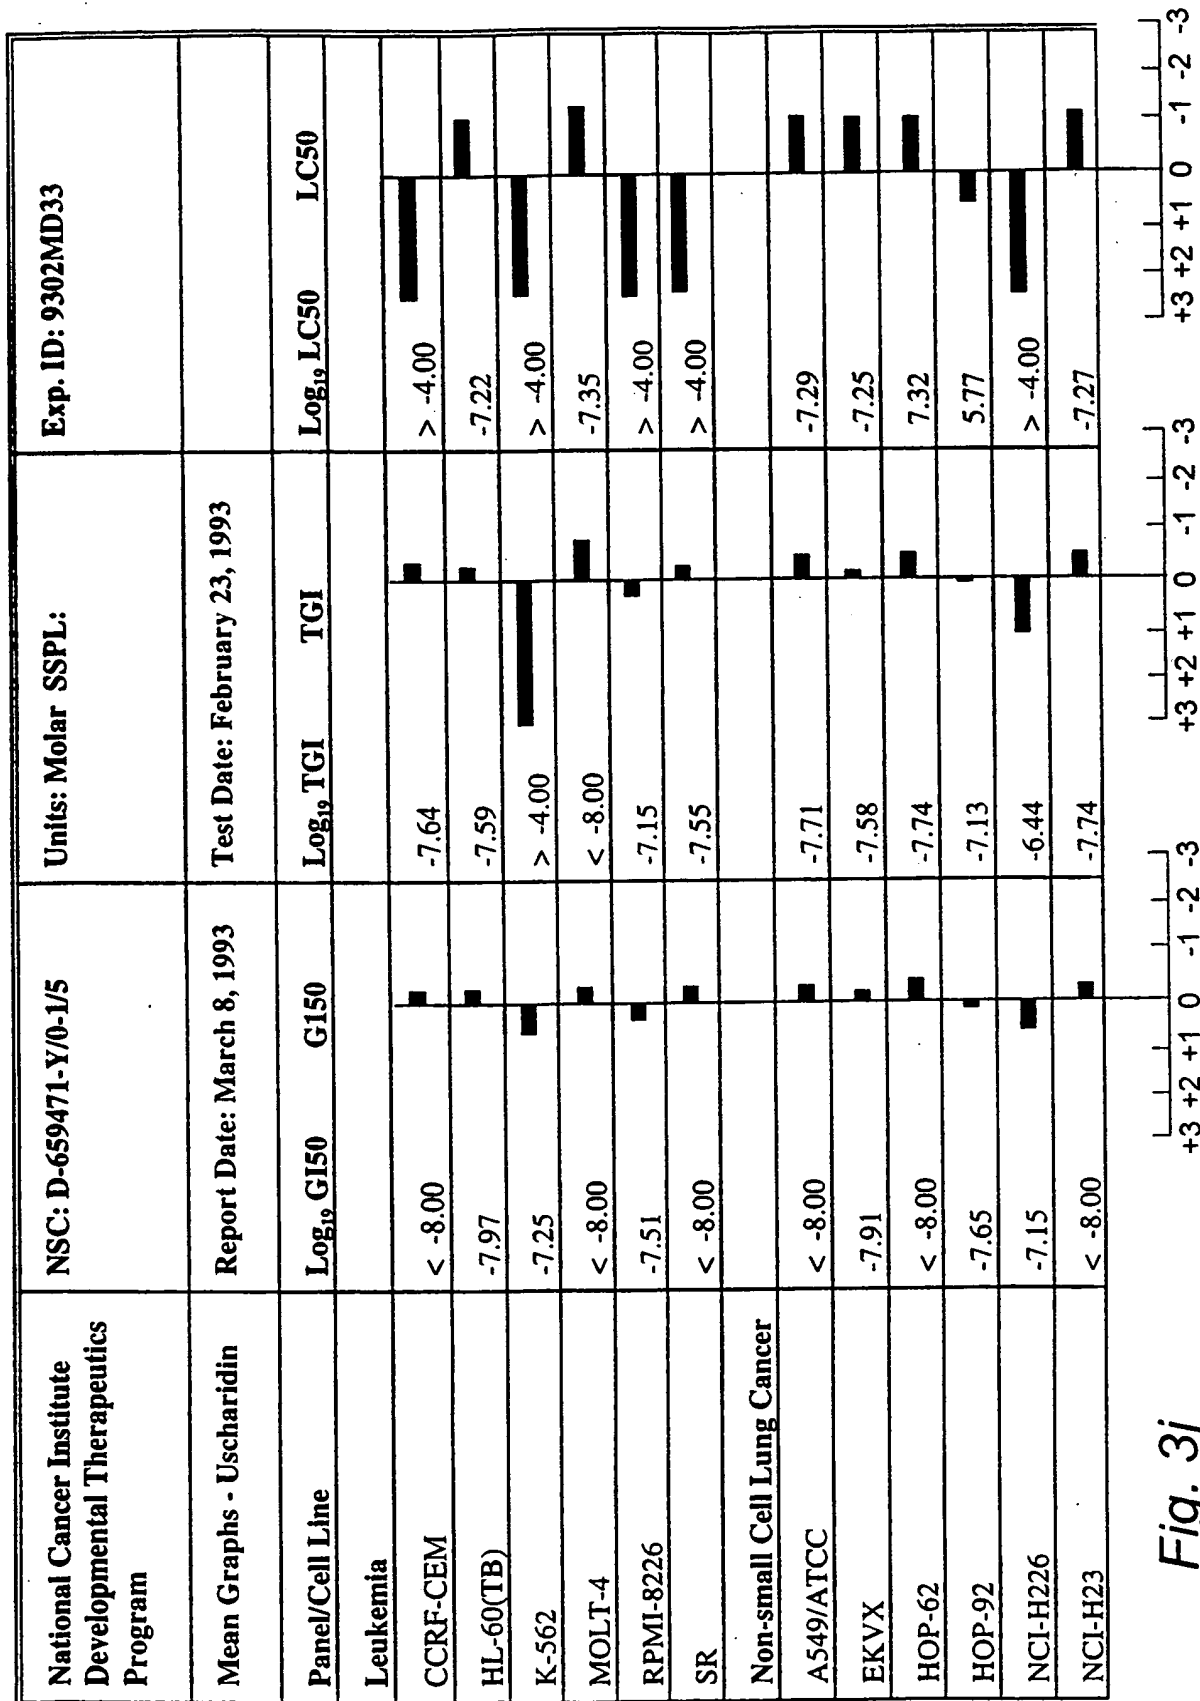 National Cancer Institute
Developmental Therapeutics
Program
NSC: D-659471-Y/0-1/5
Units: Molar SSPL:
Exp. ID: 9302MD33
Mean Graphs - Uscharidin
Report Date: March 8, 1993
Test Date: February 23, 1993
Panel/Cell Line Log₁₉ GI50 G150 Log₁₉ TGI TGI Log₁₉ LC50 LC50
Leukemia
CCRF-CEM < -8.00 -7.64 > -4.00
HL-60(TB) -7.97 -7.59 -7.22
K-562 -7.25 > -4.00 > -4.00
MOLT-4 < -8.00 < -8.00 -7.35
RPMI-8226 -7.51 -7.15 > -4.00
SR < -8.00 -7.55 > -4.00
Non-small Cell Lung Cancer
A549/ATCC < -8.00 -7.71 -7.29
EKVX -7.91 -7.58 -7.25
HOP-62 < -8.00 -7.74 7.32
HOP-92 -7.65 -7.13 5.77
NCI-H226 -7.15 -6.44 > -4.00
NCI-H23 < -8.00 -7.74 -7.27
+3 +2 +1 0 -1 -2 -3 +3 +2 +1 0 -1 -2 -3 +3 +2 +1 0 -1 -2 -3
Fig. 3i